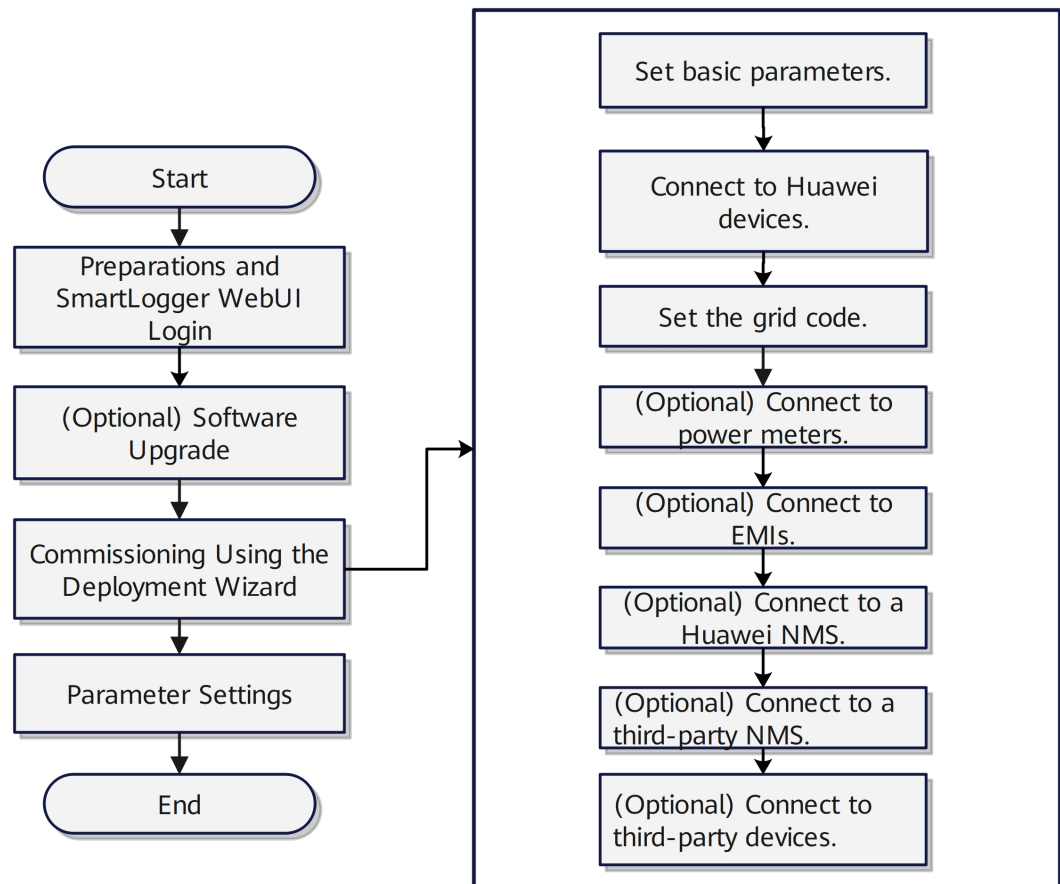 Start
Preparations and
SmartLogger WebUI
Login
(Optional) Software
Upgrade
Commissioning Using the
Deployment Wizard
Parameter Settings
End
Set basic parameters.
Connect to Huawei
devices.
Set the grid code.
(Optional) Connect to
power meters.
(Optional) Connect to
EMIs.
(Optional) Connect to a
Huawei NMS.
(Optional) Connect to a
third-party NMS.
(Optional) Connect to
third-party devices.